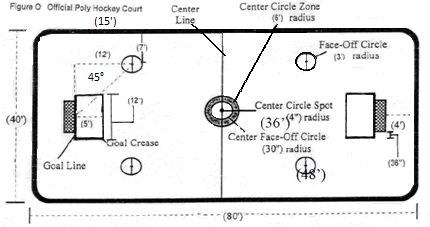 Figure O Official Poly Hockey Court
(15')
Center Line
Center Circle Zone
(6') radius
(12')
(7')
Face-Off Circle
(3') radius
45°
(40')
(12')
(5')
Center Circle Spot
(36') (4") radius
Center Face-Off Circle
(30") radius
(4')
Goal Crease
Goal Line
(48')
(36")
(80')